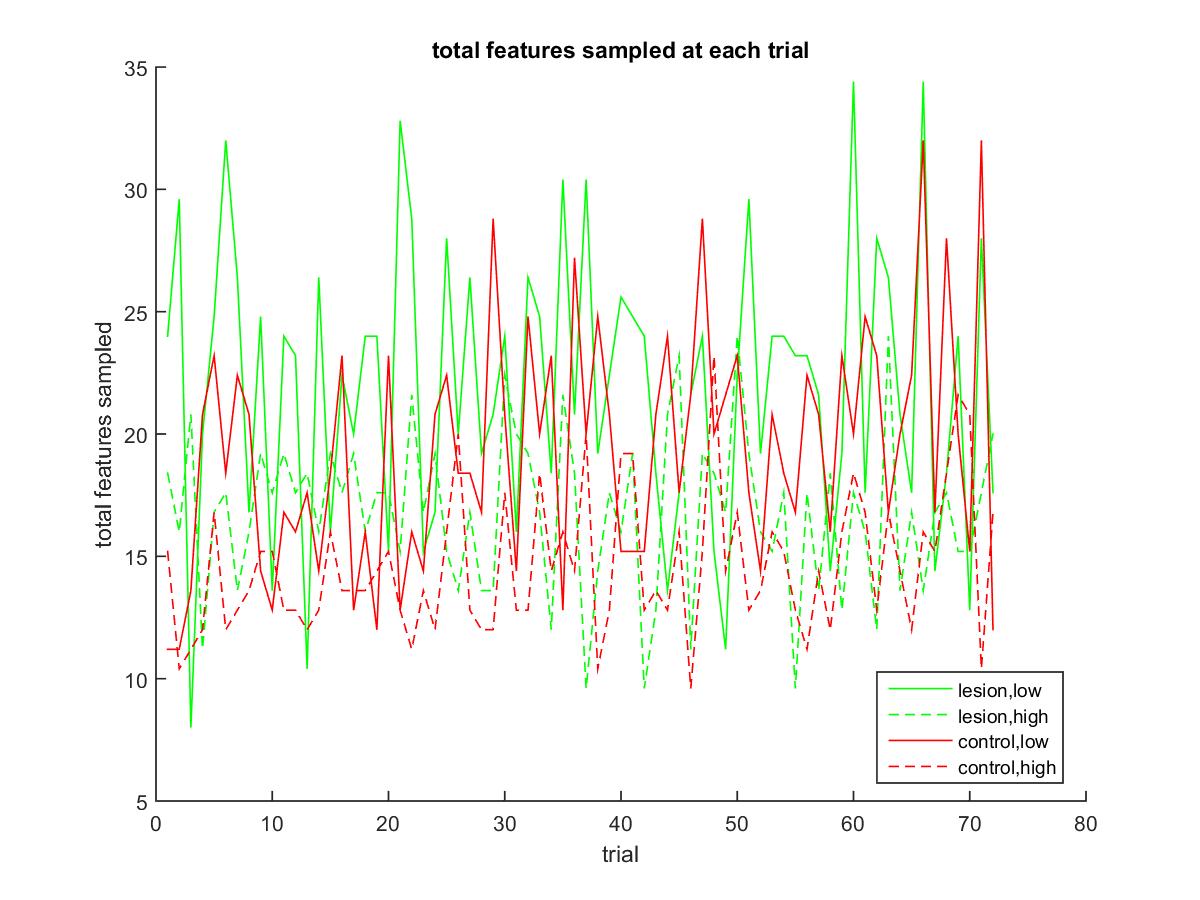 total features sampled at each trial
35
30
25
20
15
10
5
total features sampled
0 10 20 30 40 50 60 70 80
trial
lesion,low
lesion,high
control,low
control,high